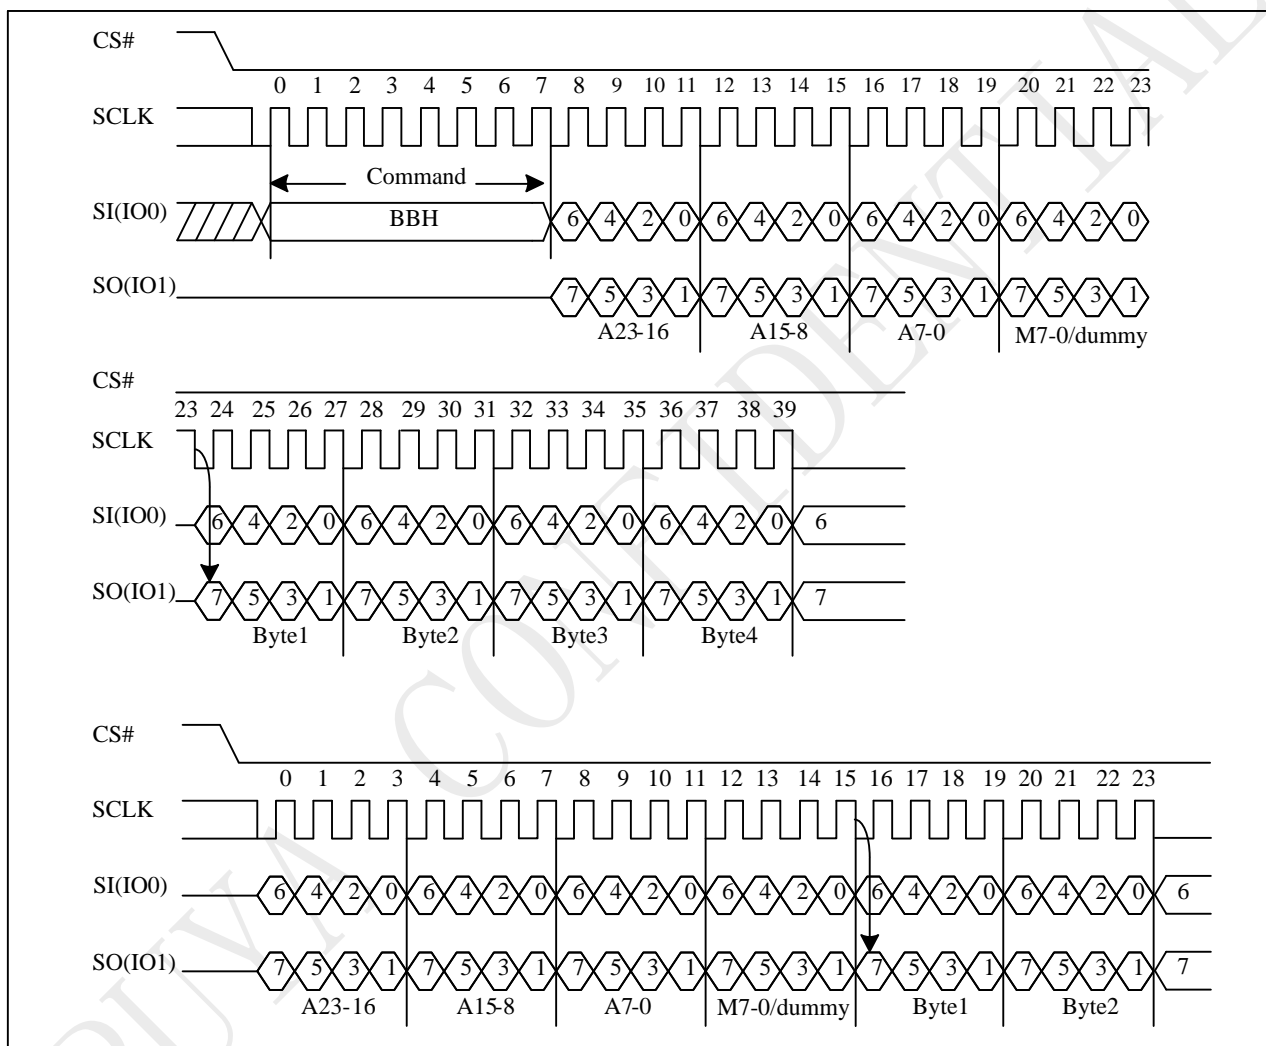 CS#
0 1 2 3 4 5 6 7 8 9 10 11 12 13 14 15 16 17 18 19 20 21 22 23
SCLK
Command
SI(IO0) BBH 6 4 2 0 6 4 2 0 6 4 2 0 6 4 2 0
SO(IO1) 7 5 3 1 7 5 3 1 7 5 3 1 7 5 3 1
A23-16 A15-8 A7-0 M7-0/dummy
CS#
23 24 25 26 27 28 29 30 31 32 33 34 35 36 37 38 39
SCLK
SI(IO0) 6 4 2 0 6 4 2 0 6 4 2 0 6 4 2 0 6
SO(IO1) 7 5 3 1 7 5 3 1 7 5 3 1 7 5 3 1 7
Byte1 Byte2 Byte3 Byte4
CS#
0 1 2 3 4 5 6 7 8 9 10 11 12 13 14 15 16 17 18 19 20 21 22 23
SCLK
SI(IO0) 6 4 2 0 6 4 2 0 6 4 2 0 6 4 2 0 6 4 2 0 6 4 2 0 6
SO(IO1) 7 5 3 1 7 5 3 1 7 5 3 1 7 5 3 1 7 5 3 1 7 5 3 1 7
A23-16 A15-8 A7-0 M7-0/dummy Byte1 Byte2
PUYA CONFIDENTIAL